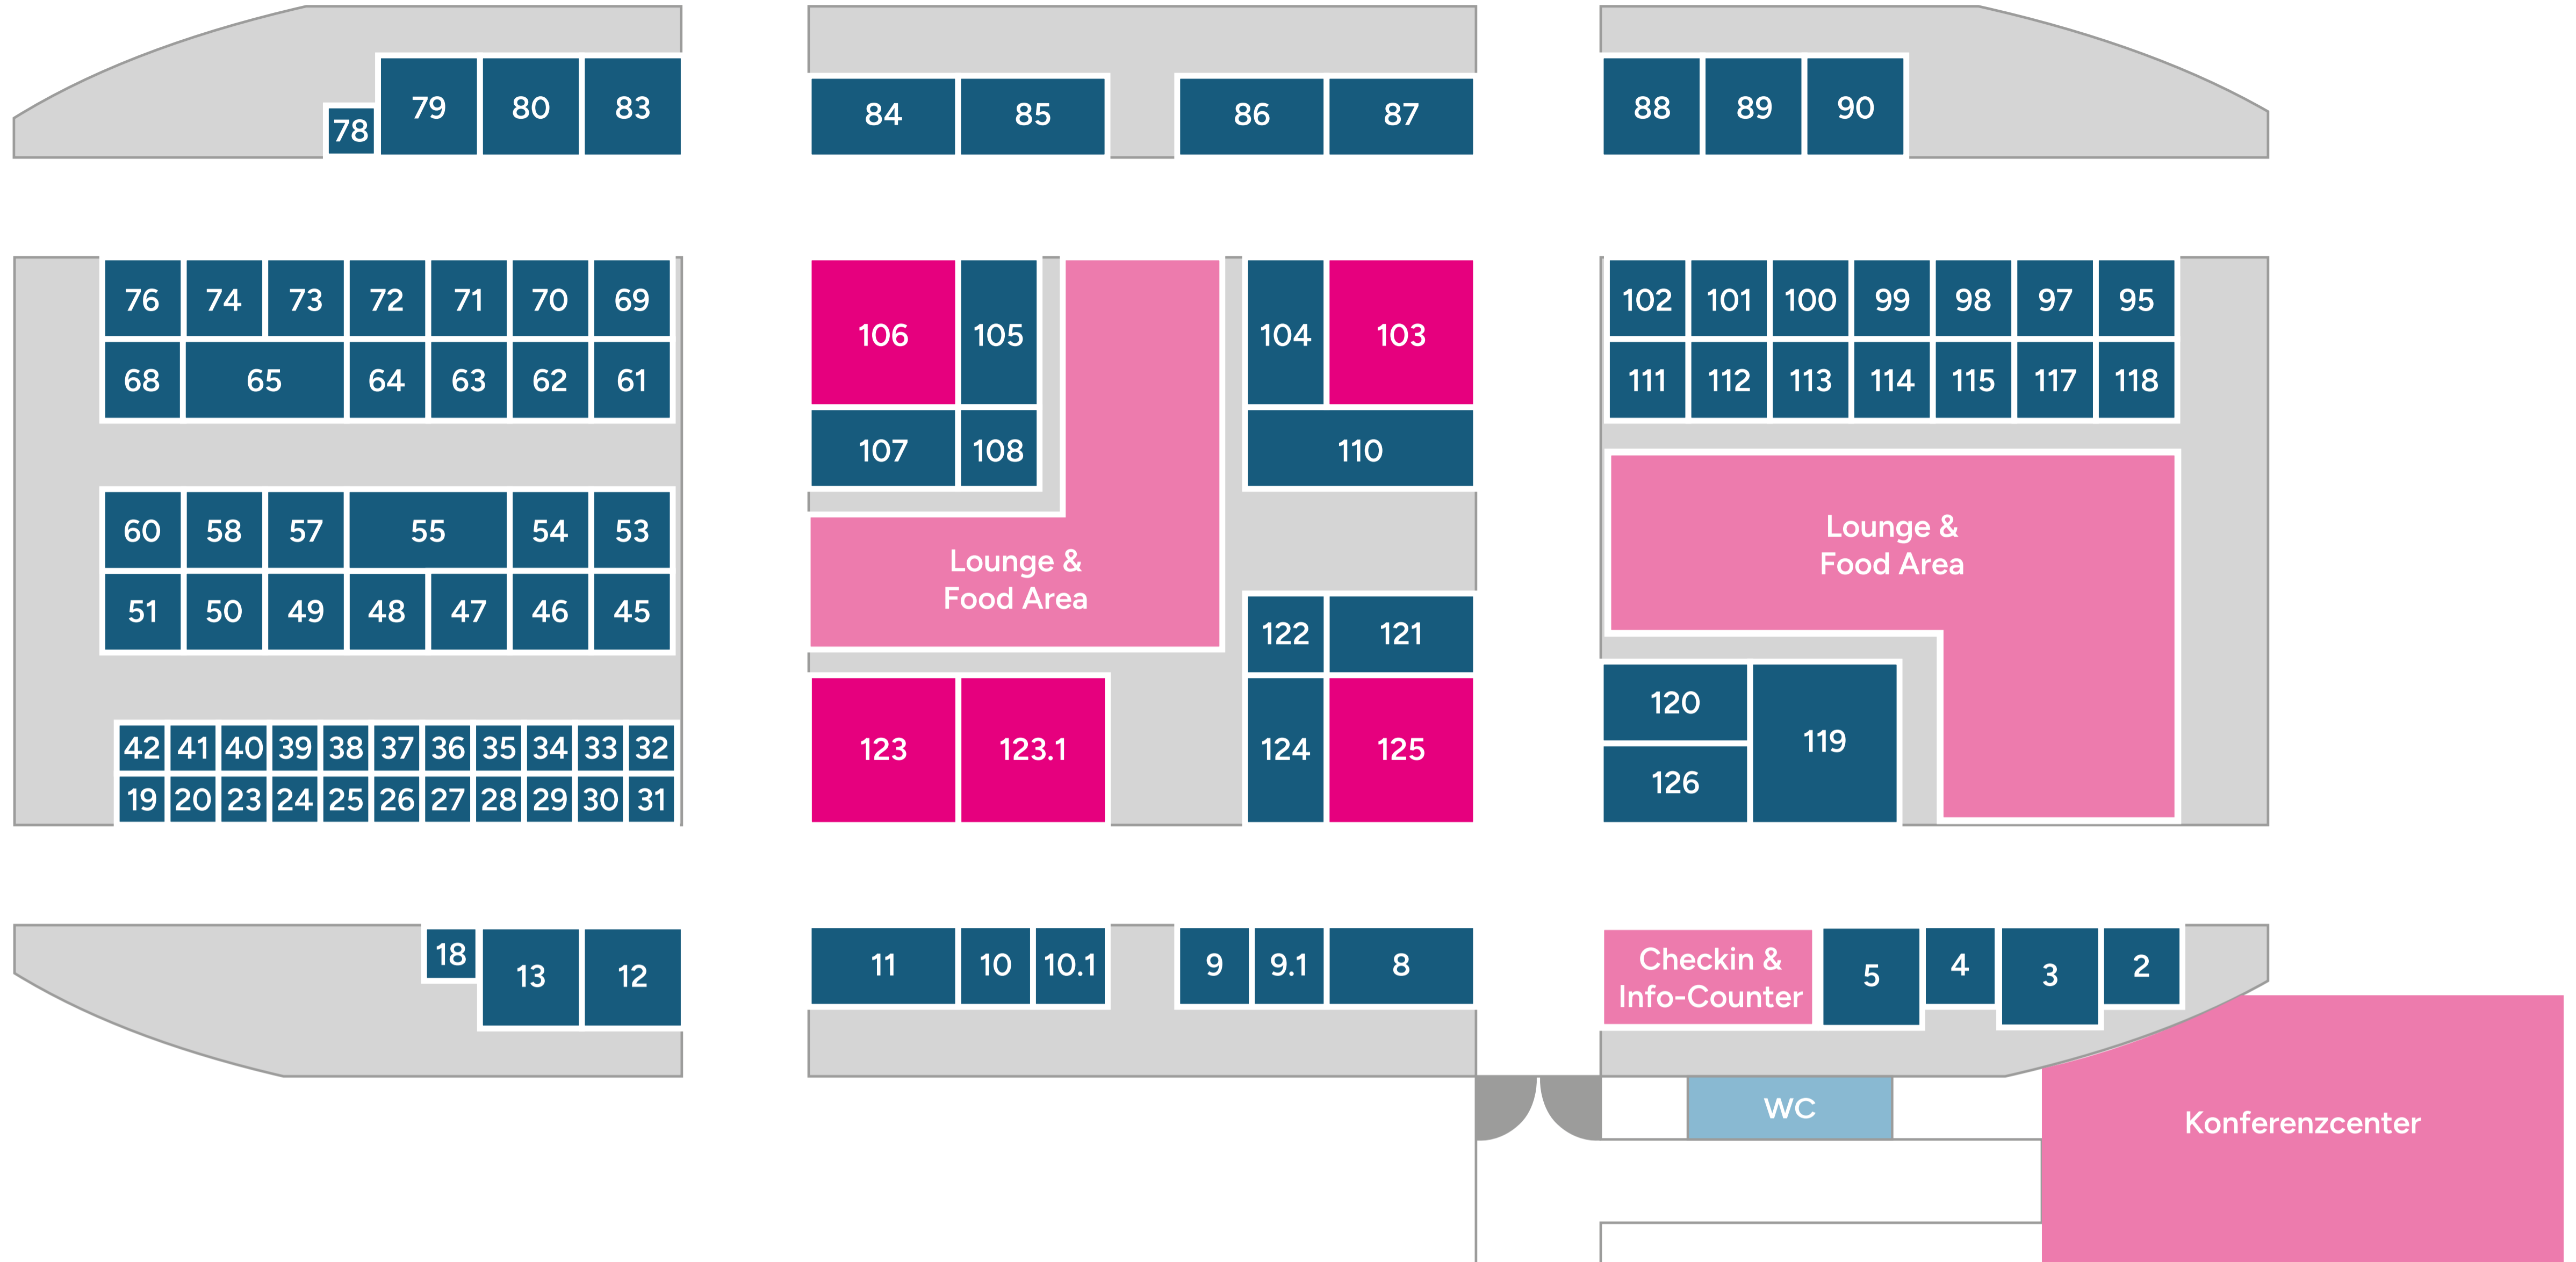 79 80 83
78
84 85 86 87
88 89 90
76 74 73 72 71 70 69
68 65 64 63 62 61
60 58 57 55 54 53
51 50 49 48 47 46 45
42 41 40 39 38 37 36 35 34 33 32
19 20 23 24 25 26 27 28 29 30 31
106 105 104 103
107 108 110
Lounge &
Food Area
122 121
123 123.1 124 125
102 101 100 99 98 97 95
111 112 113 114 115 117 118
Lounge &
Food Area
120 119
126
18 13 12
11 10 10.1 9 9.1 8
Checkin &
Info-Counter
5 4 3 2
WC
Konferenzcenter